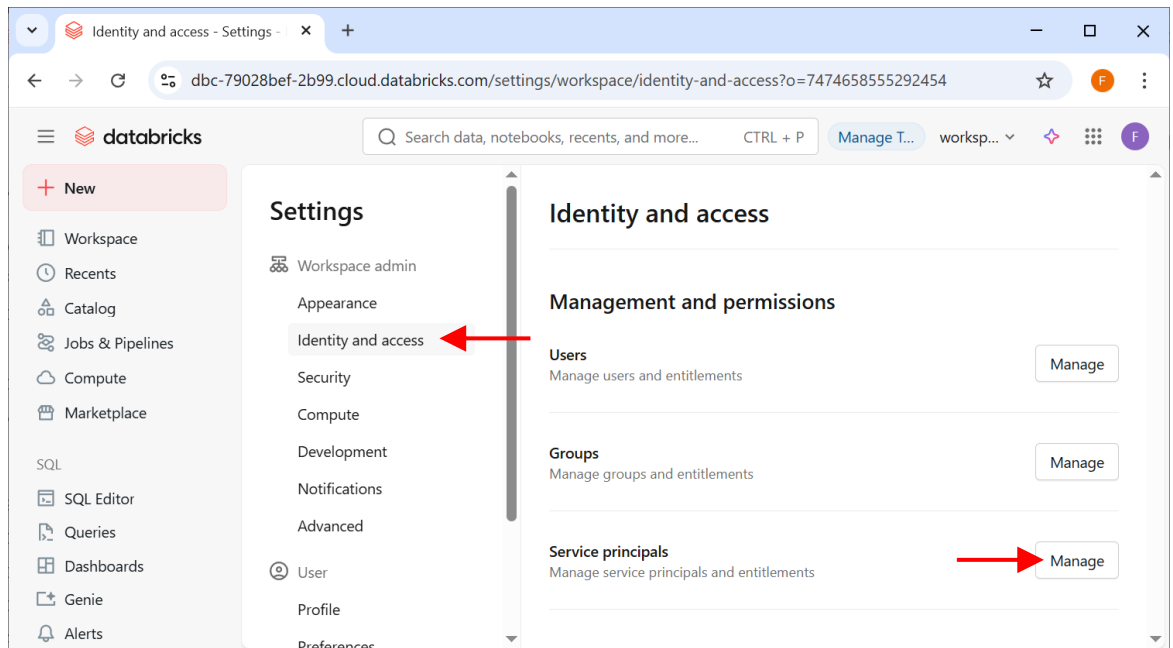 Identity and access - Settings -
dbc-79028bef-2b99.cloud.databricks.com/settings/workspace/identity-and-access?o=7474658555292454
F
databricks
Search data, notebooks, recents, and more...
CTRL + P
Manage T...
worksp...
F
New
Workspace
Recents
Catalog
Jobs & Pipelines
Compute
Marketplace
SQL
SQL Editor
Queries
Dashboards
Genie
Alerts
Settings
Workspace admin
Appearance
Identity and access
Security
Compute
Development
Notifications
Advanced
User
Profile
Preferences
Identity and access
Management and permissions
Users
Manage users and entitlements
Manage
Groups
Manage groups and entitlements
Manage
Service principals
Manage service principals and entitlements
Manage